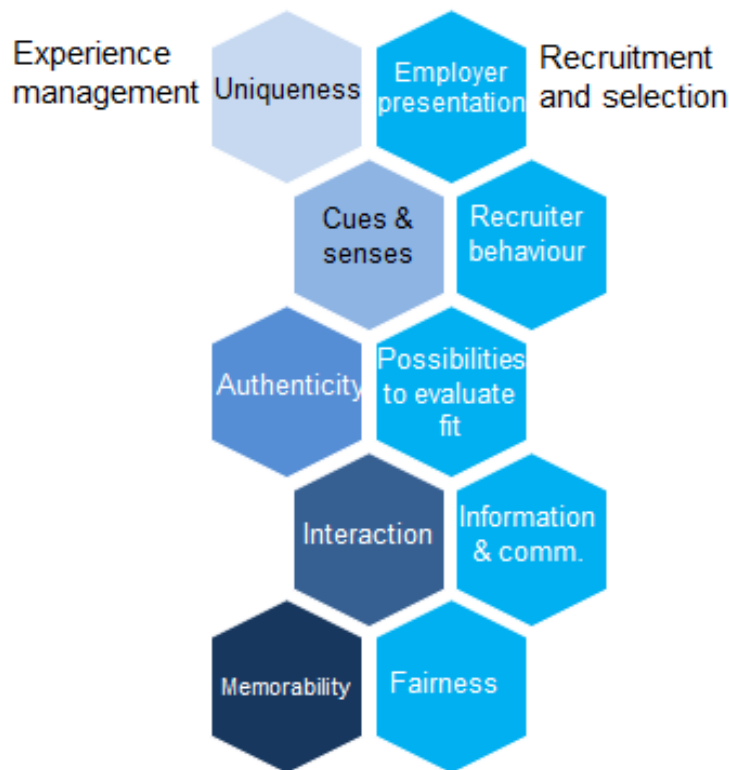 Experience
management
Uniqueness
Employer
presentation
Recruitment
and selection
Cues &
senses
Recruiter
behaviour
Authenticity
Possibilities
to evaluate
fit
Interaction
Information
& comm.
Memorability
Fairness